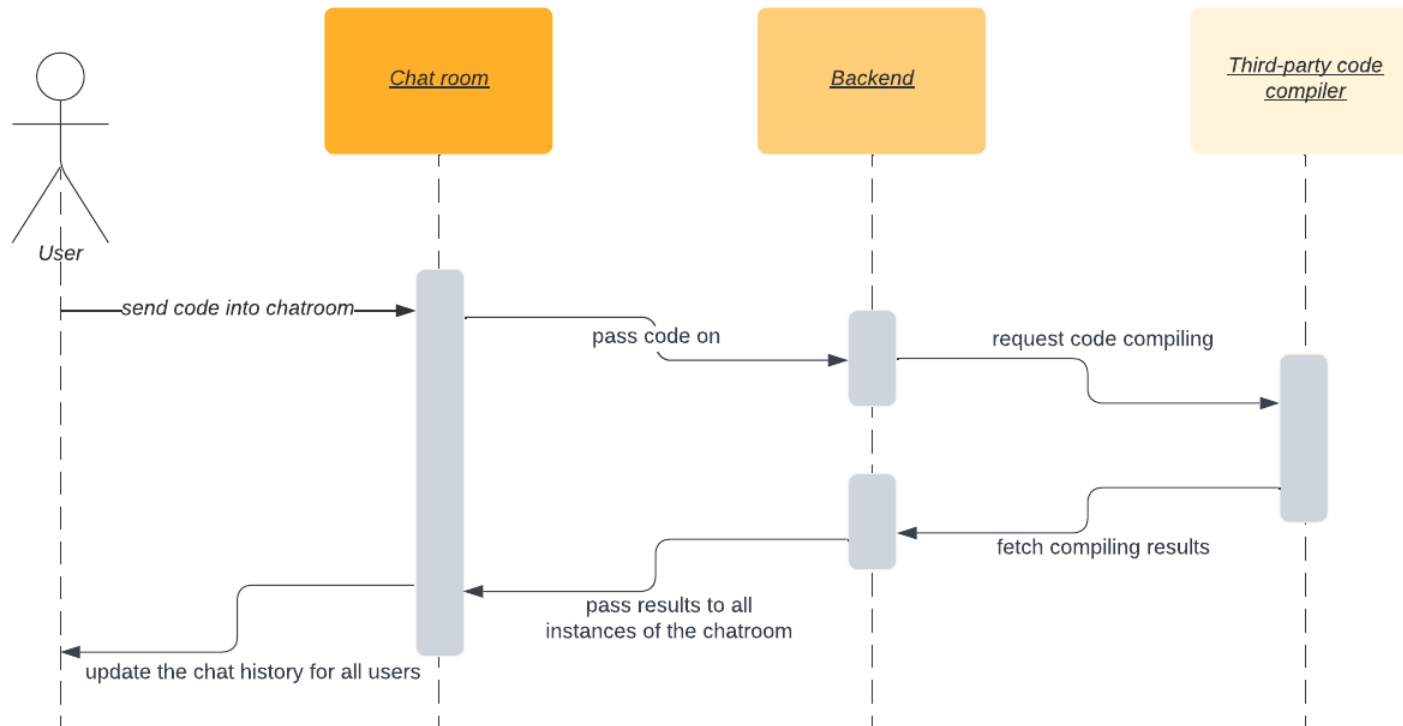 Chat room
Backend
Third-party code
compiler
User
send code into chatroom
pass code on
request code compiling
fetch compiling results
pass results to all
instances of the chatroom
update the chat history for all users